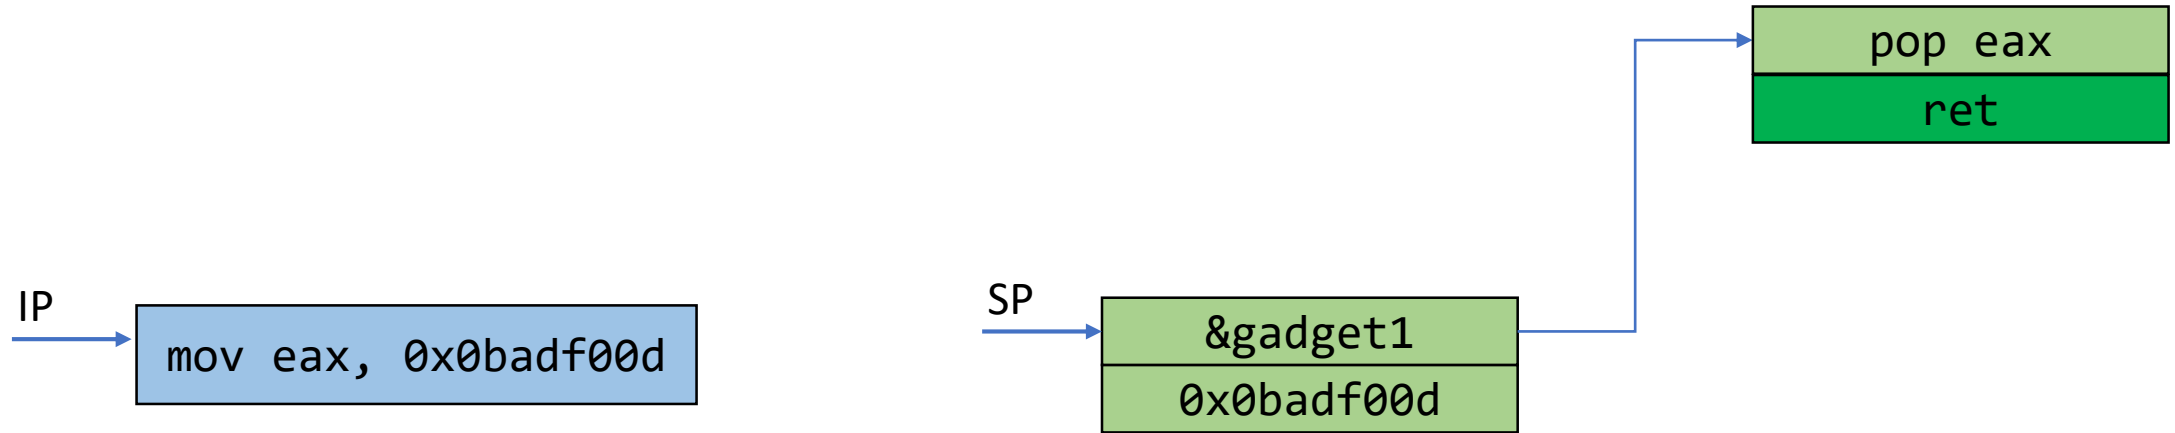 pop eax
ret
IP
mov eax, 0x0badf00d
SP
&gadget1
0x0badf00d